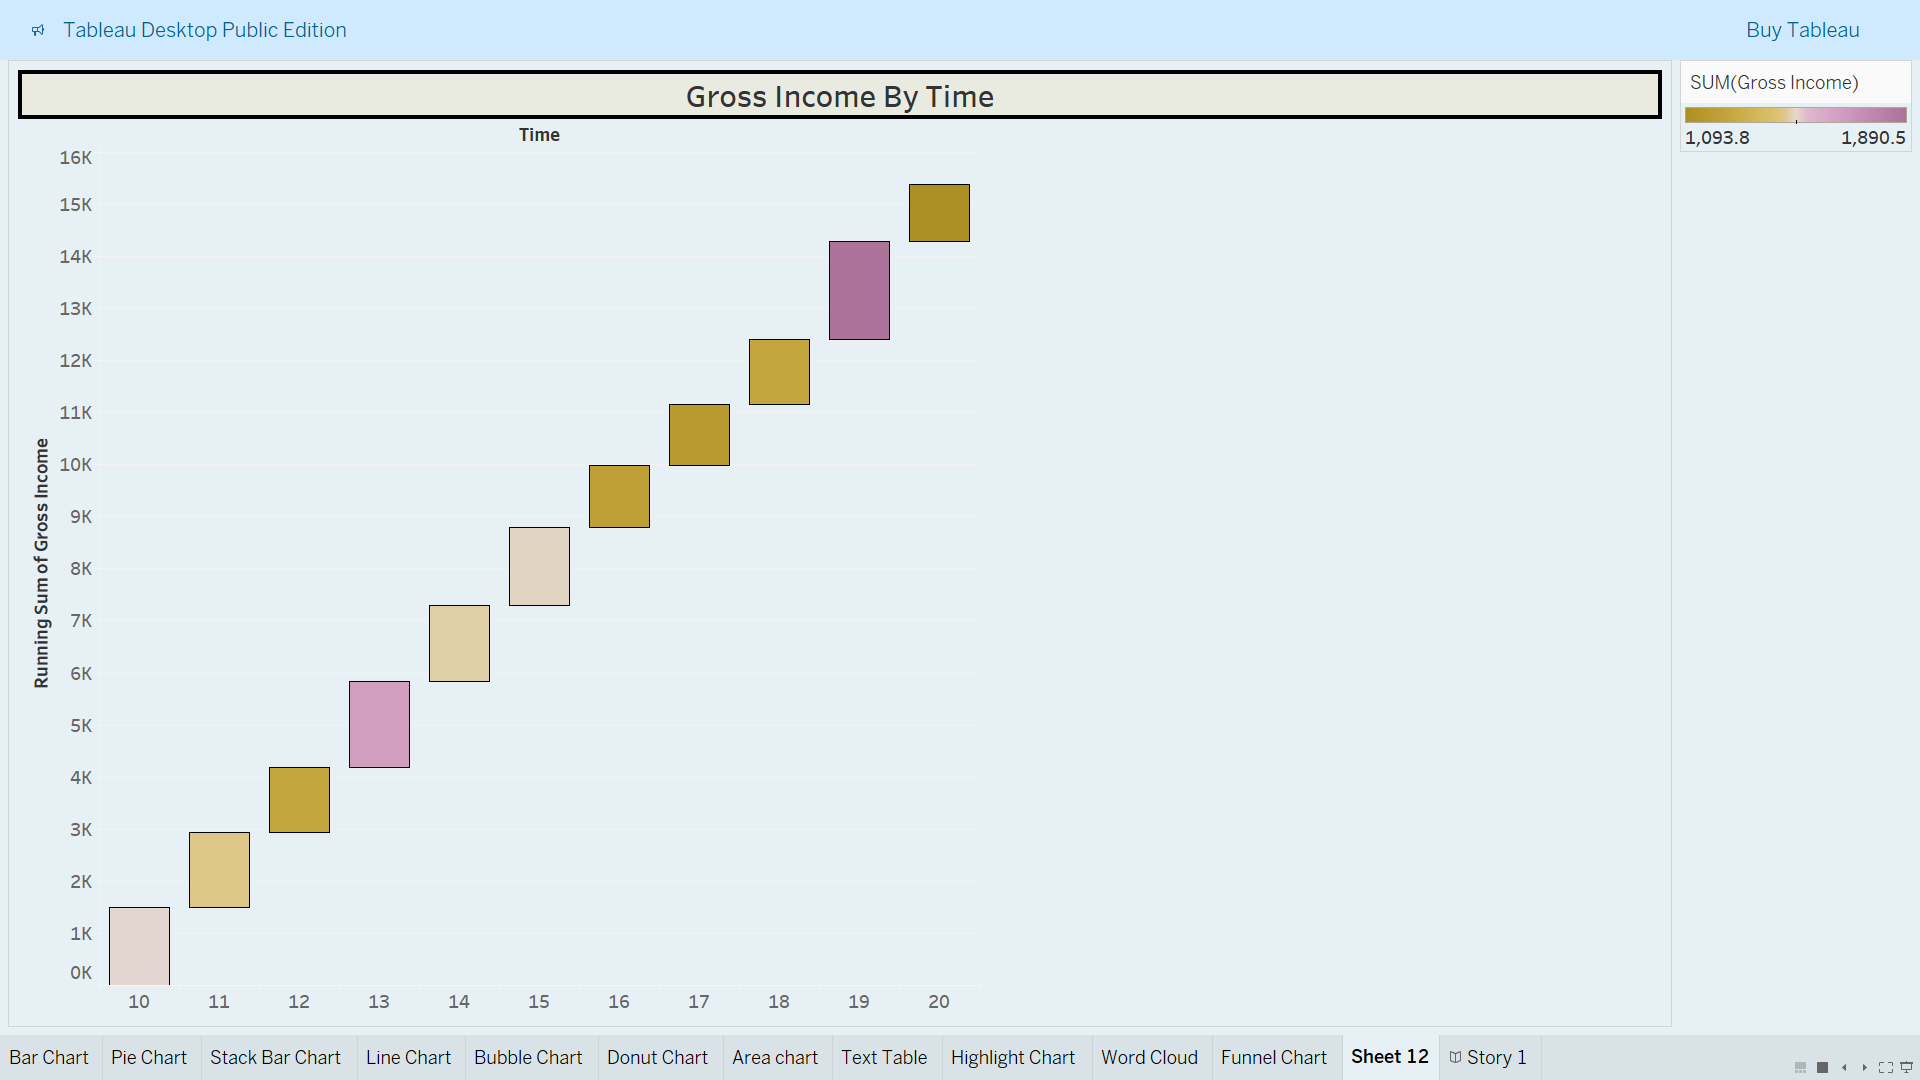 Tableau Desktop Public Edition
Buy Tableau
Gross Income By Time
SUM(Gross Income)
1,093.8
1,890.5
Time
Running Sum of Gross Income
16K
15K
14K
13K
12K
11K
10K
9K
8K
7K
6K
5K
4K
3K
2K
1K
0K
10 11 12 13 14 15 16 17 18 19 20
Bar Chart Pie Chart Stack Bar Chart Line Chart Bubble Chart Donut Chart Area chart Text Table Highlight Chart Word Cloud Funnel Chart Sheet 12 Story 1